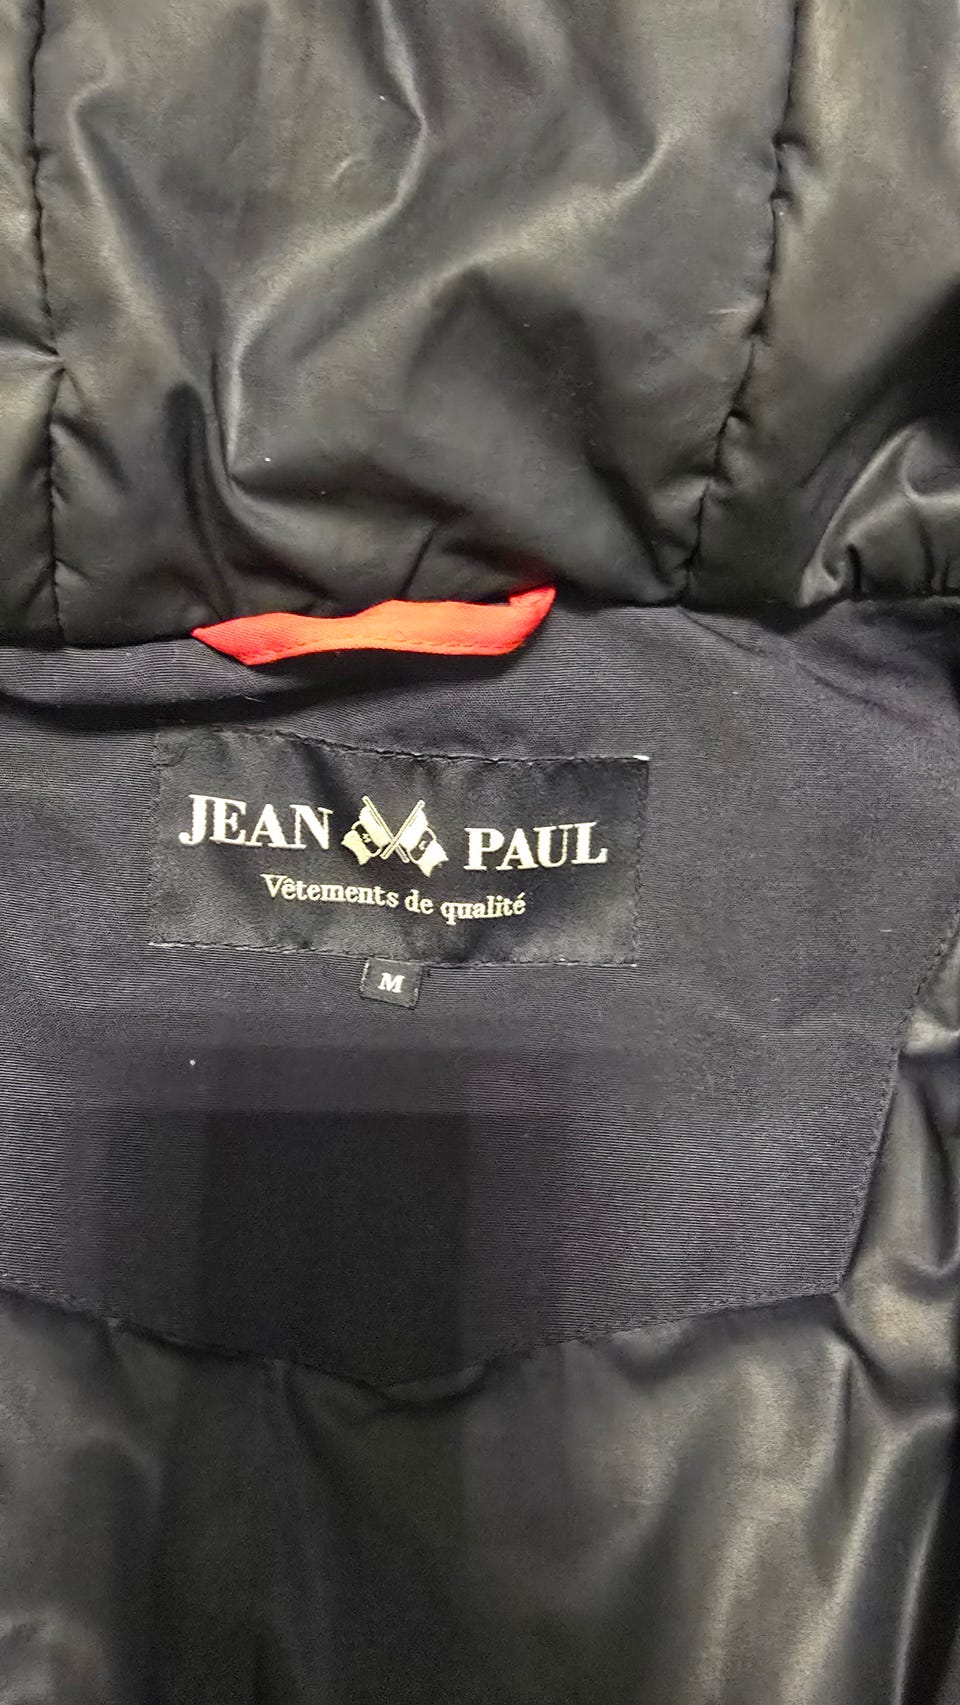 JEAN PAUL
Vêtements de qualité
M